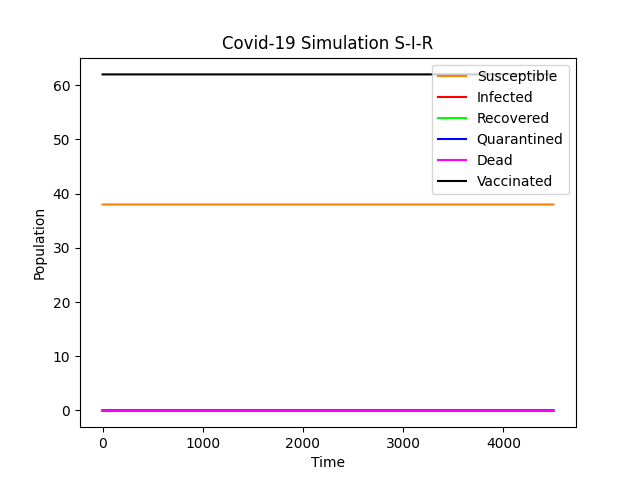 Covid-19 Simulation S-I-R
Susceptible
Infected
Recovered
Quarantined
Dead
Vaccinated
Population
60
50
40
30
20
10
0
0 1000 2000 3000 4000
Time